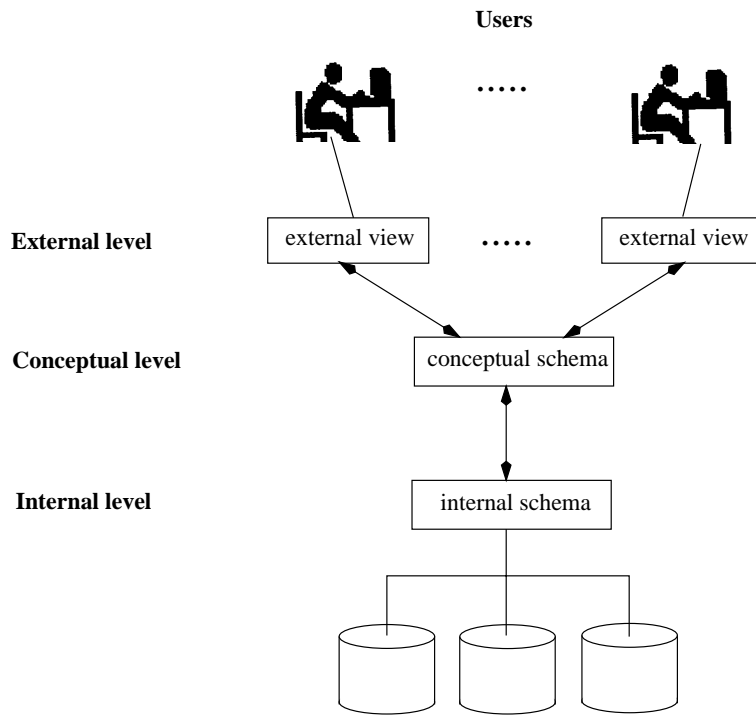 Users
.....
External level
external view
.....
external view
Conceptual level
conceptual schema
Internal level
internal schema